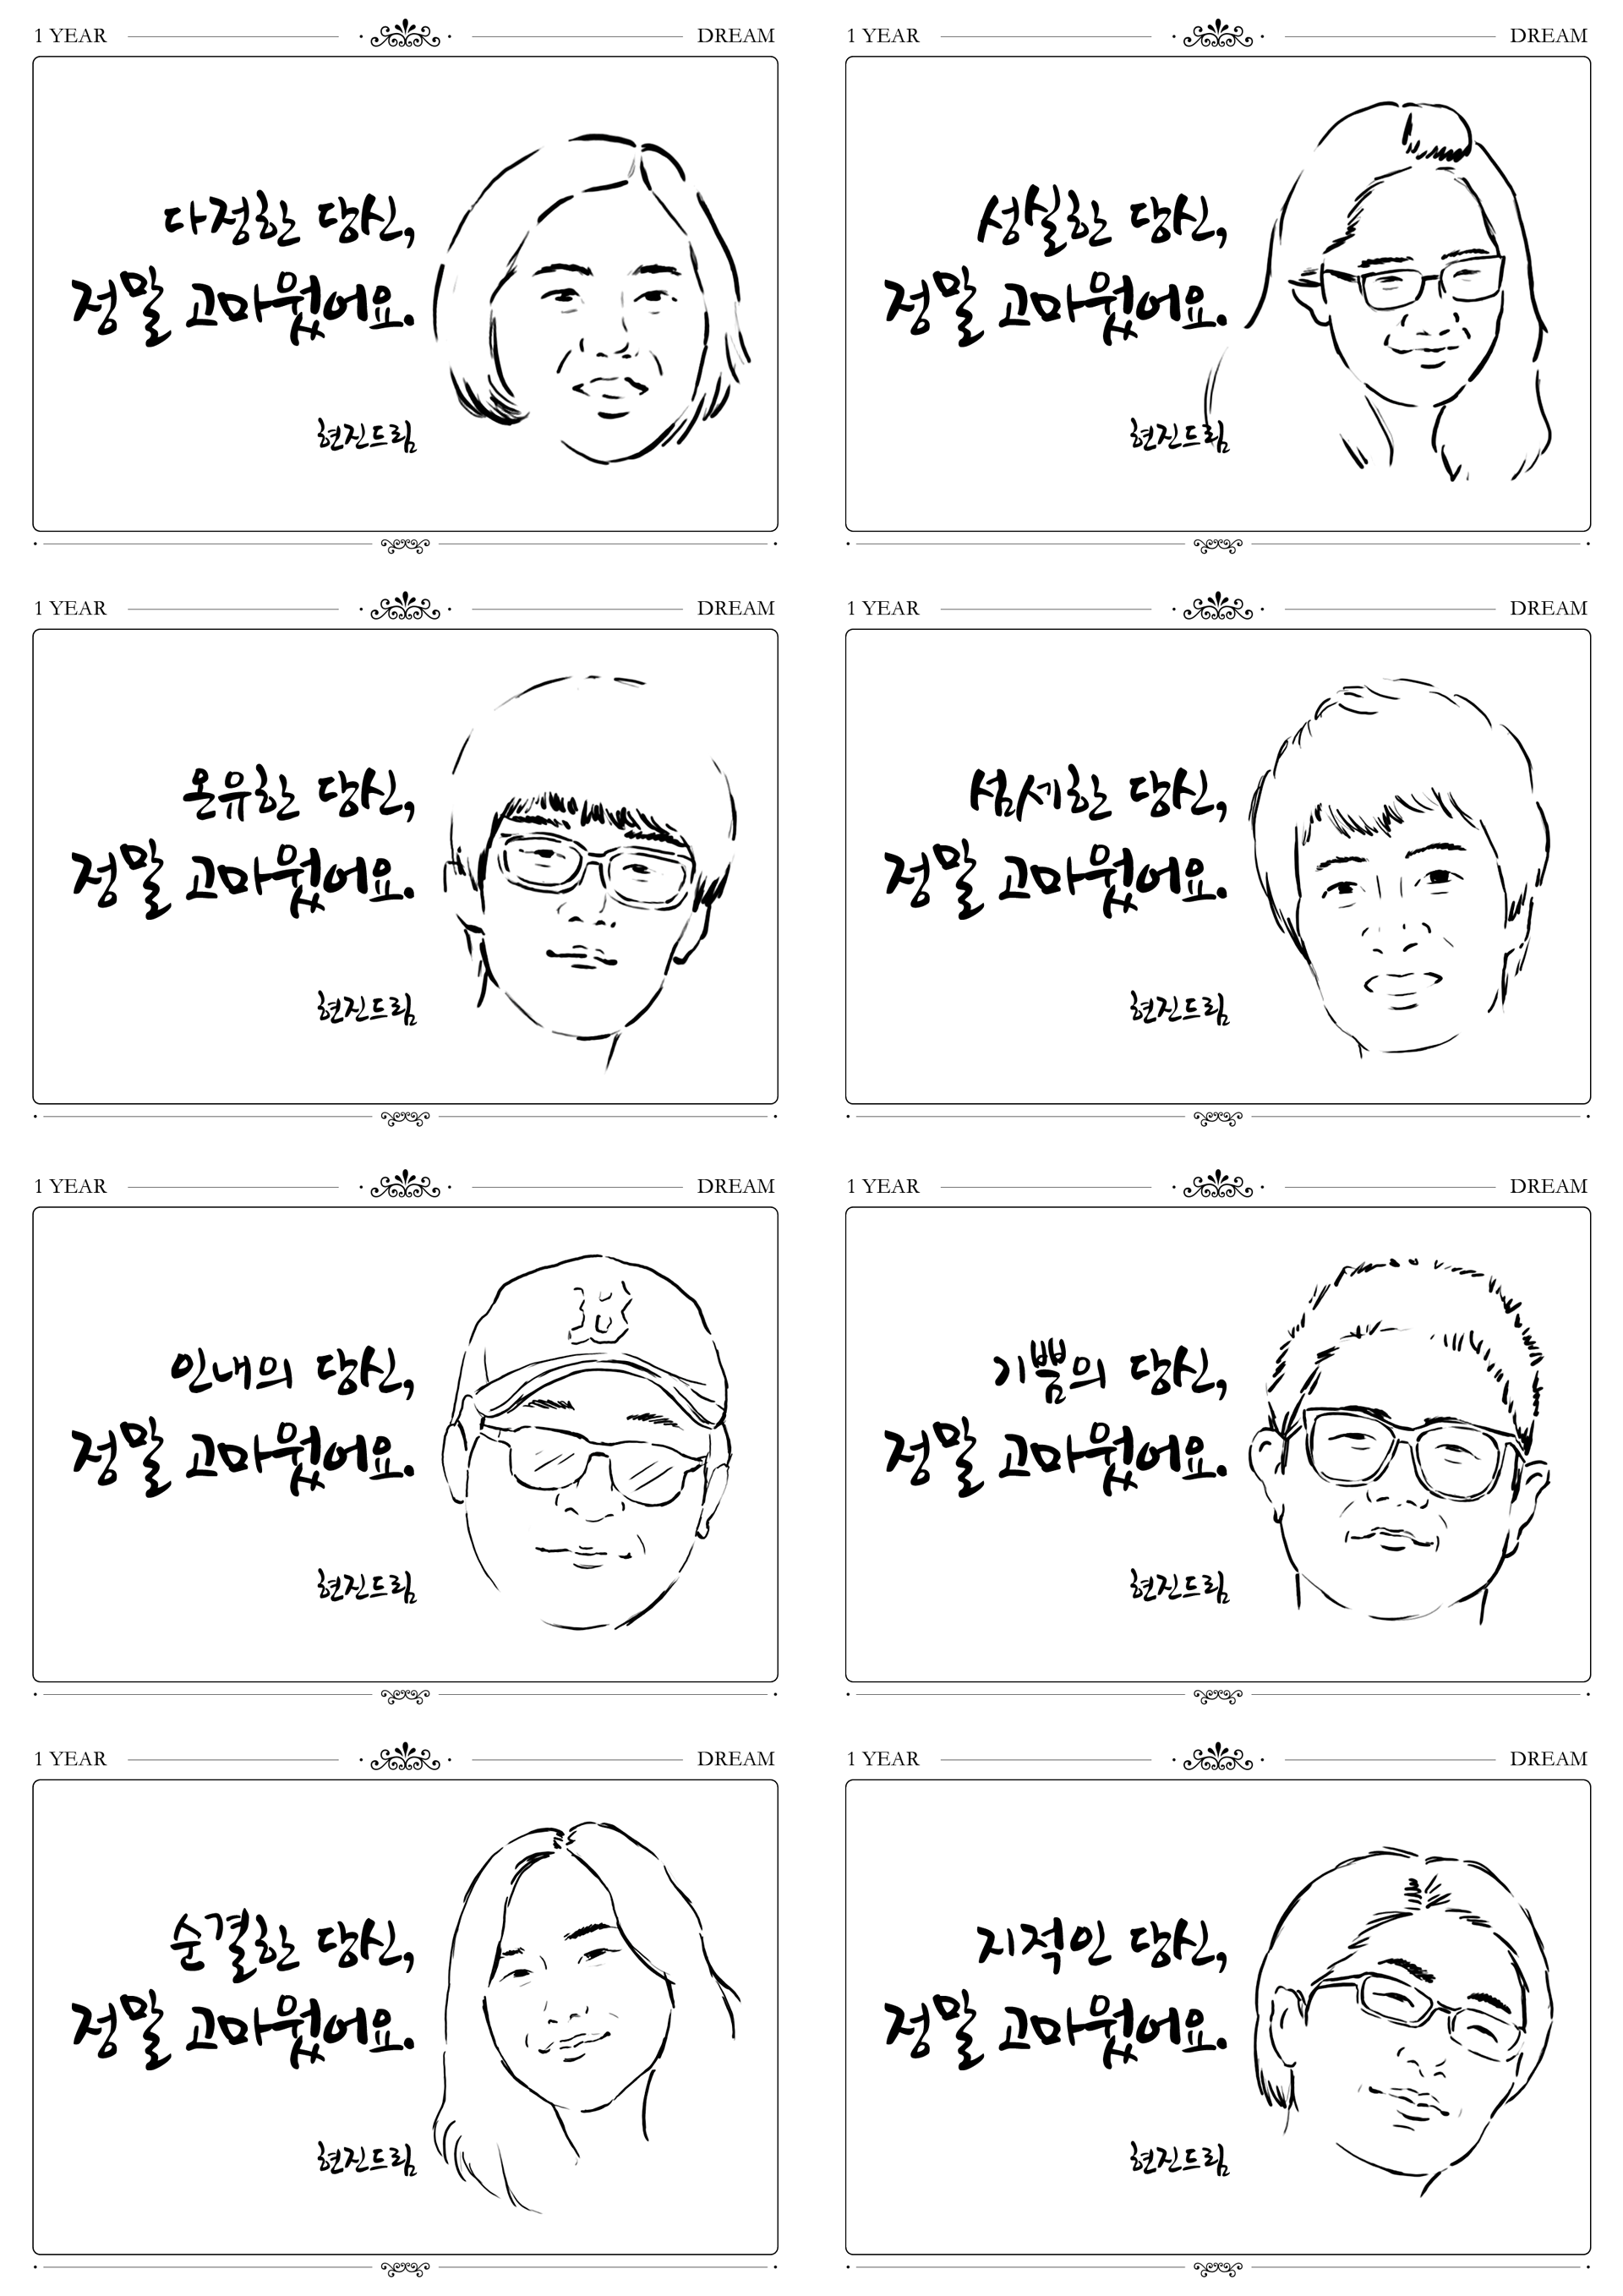 1 YEAR DREAM
다정한 당신,
정말 고마웠어요.
현진드림
1 YEAR DREAM
성실한 당신,
정말 고마웠어요.
현진드림
1 YEAR DREAM
온유한 당신,
정말 고마웠어요.
현진드림
1 YEAR DREAM
섬세한 당신,
정말 고마웠어요.
현진드림
1 YEAR DREAM
인내의 당신,
정말 고마웠어요.
현진드림
1 YEAR DREAM
기쁨의 당신,
정말 고마웠어요.
현진드림
1 YEAR DREAM
순결한 당신,
정말 고마웠어요.
현진드림
1 YEAR DREAM
지적인 당신,
정말 고마웠어요.
현진드림